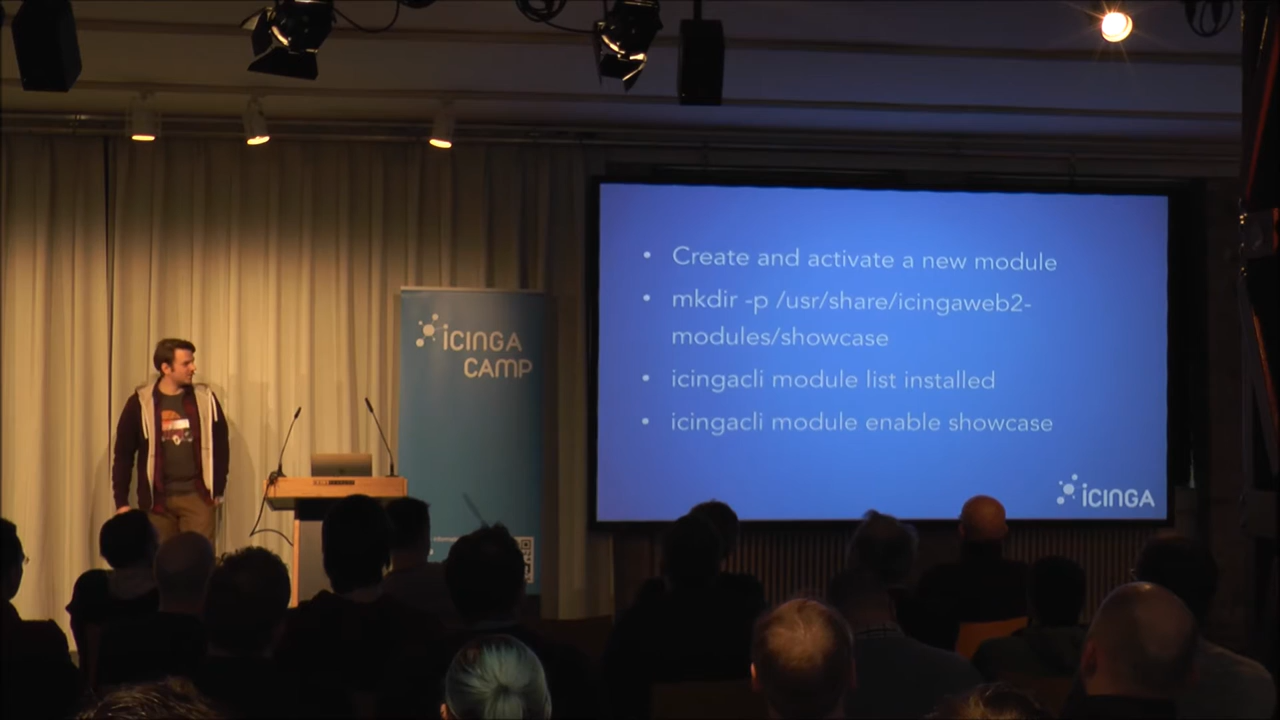 ICINGA
CAMP
• Create and activate a new module
• mkdir -p /usr/share/icingaweb2-
modules/showcase
• icingacli module list installed
• icingacli module enable showcase
ICINGA